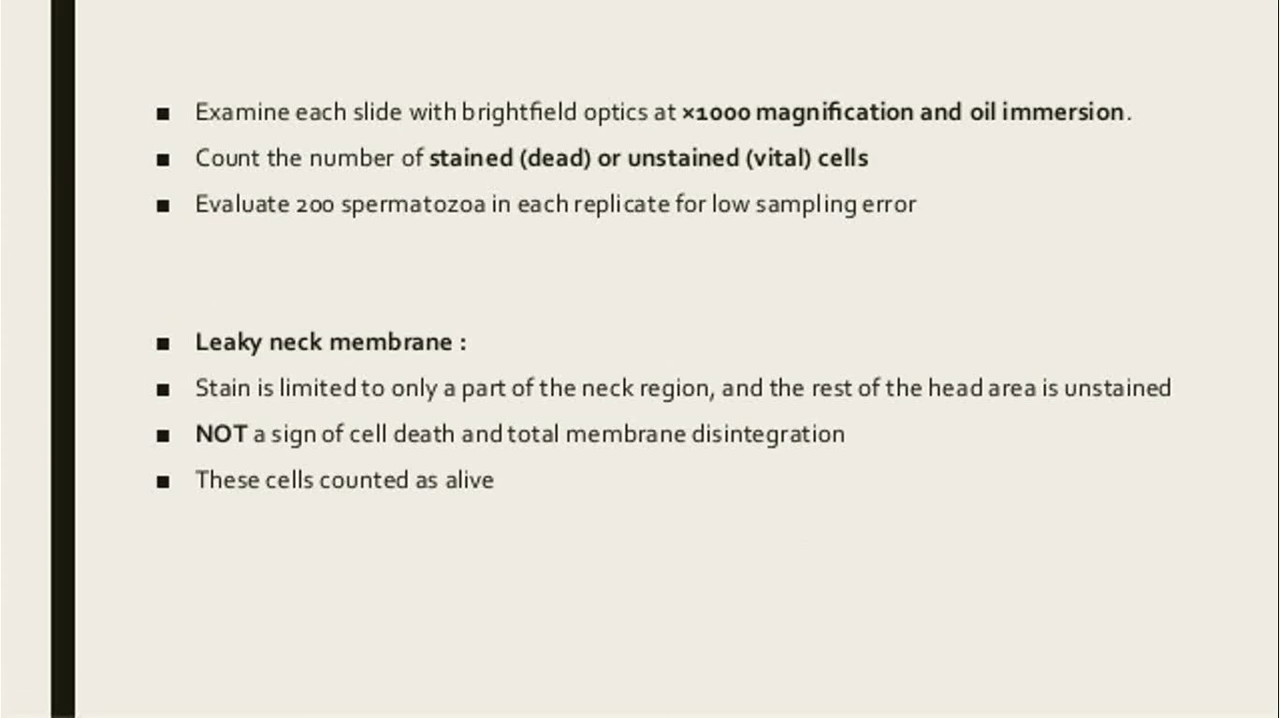 ▪ Examine each slide with brightfield optics at ×1000 magnification and oil immersion.
▪ Count the number of stained (dead) or unstained (vital) cells
▪ Evaluate 200 spermatozoa in each replicate for low sampling error
▪ Leaky neck membrane :
▪ Stain is limited to only a part of the neck region, and the rest of the head area is unstained
▪ NOT a sign of cell death and total membrane disintegration
▪ These cells counted as alive